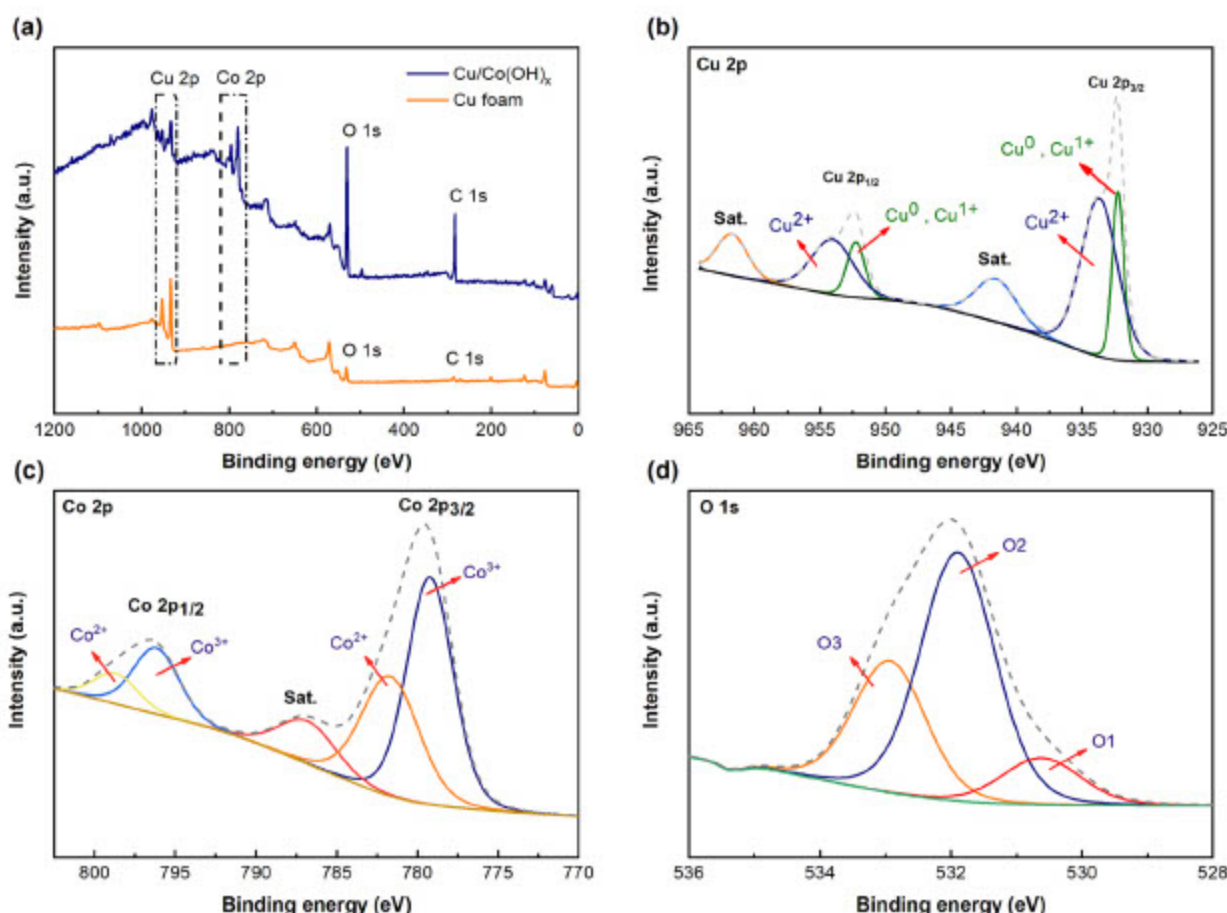 (a)
Cu 2p Co 2p
Cu/Co(OH)ₓ
Cu foam
O 1s
C 1s
O 1s
C 1s
Intensity (a.u.)
1200 1000 800 600 400 200 0
Binding energy (eV)
(b)
Cu 2p
Cu 2p₃/₂
Cu⁰ , Cu¹⁺
Cu 2p₁/₂
Cu²⁺
Cu⁰ , Cu¹⁺
Cu²⁺
Sat.
Sat.
Intensity (a.u.)
965 960 955 950 945 940 935 930 925
Binding energy (eV)
(c)
Co 2p
Co 2p₃/₂
Co³⁺
Co 2p₁/₂
Co²⁺
Co³⁺
Co²⁺
Sat.
Intensity (a.u.)
800 795 790 785 780 775 770
Binding energy (eV)
(d)
O 1s
O2
O3
O1
Intensity (a.u.)
536 534 532 530 528
Binding energy (eV)